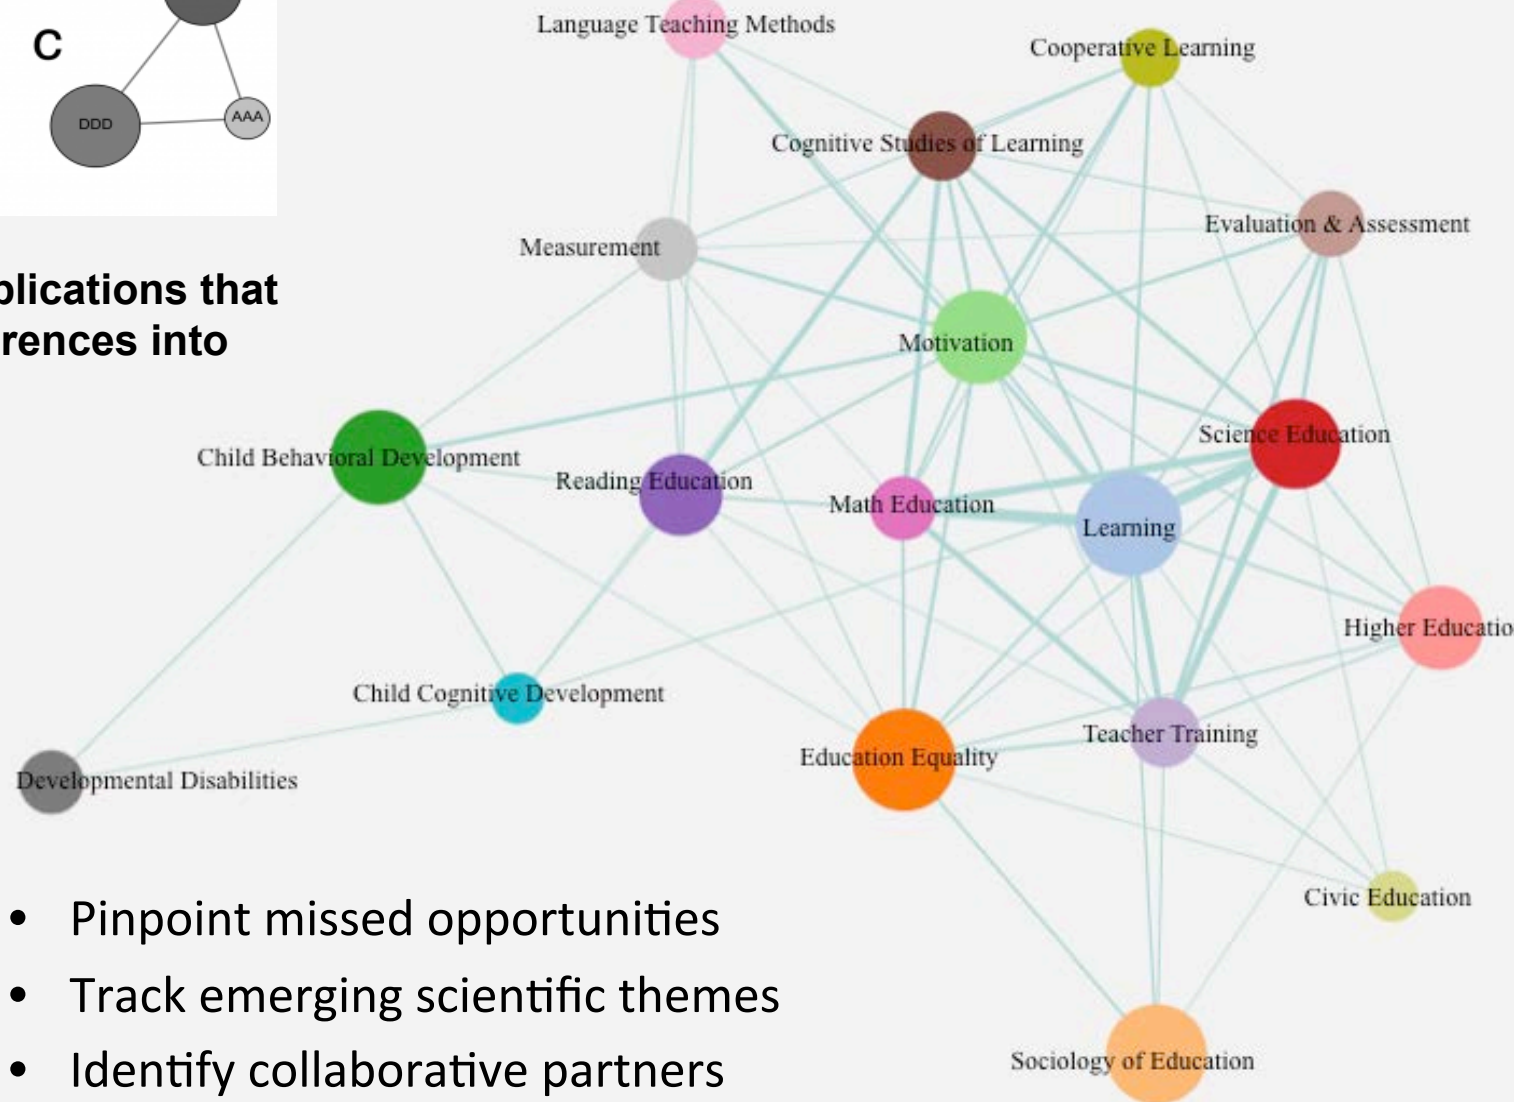 C
DDD
AAA
plications that
rences into
Language Teaching Methods
Cooperative Learning
Cognitive Studies of Learning
Evaluation & Assessment
Measurement
Motivation
Science Education
Child Behavioral Development
Reading Education
Math Education
Learning
Higher Educatio
Child Cognitive Development
Teacher Training
Education Equality
Developmental Disabilities
Civic Education
Sociology of Education
• Pinpoint missed opportunities
• Track emerging scientific themes
• Identify collaborative partners